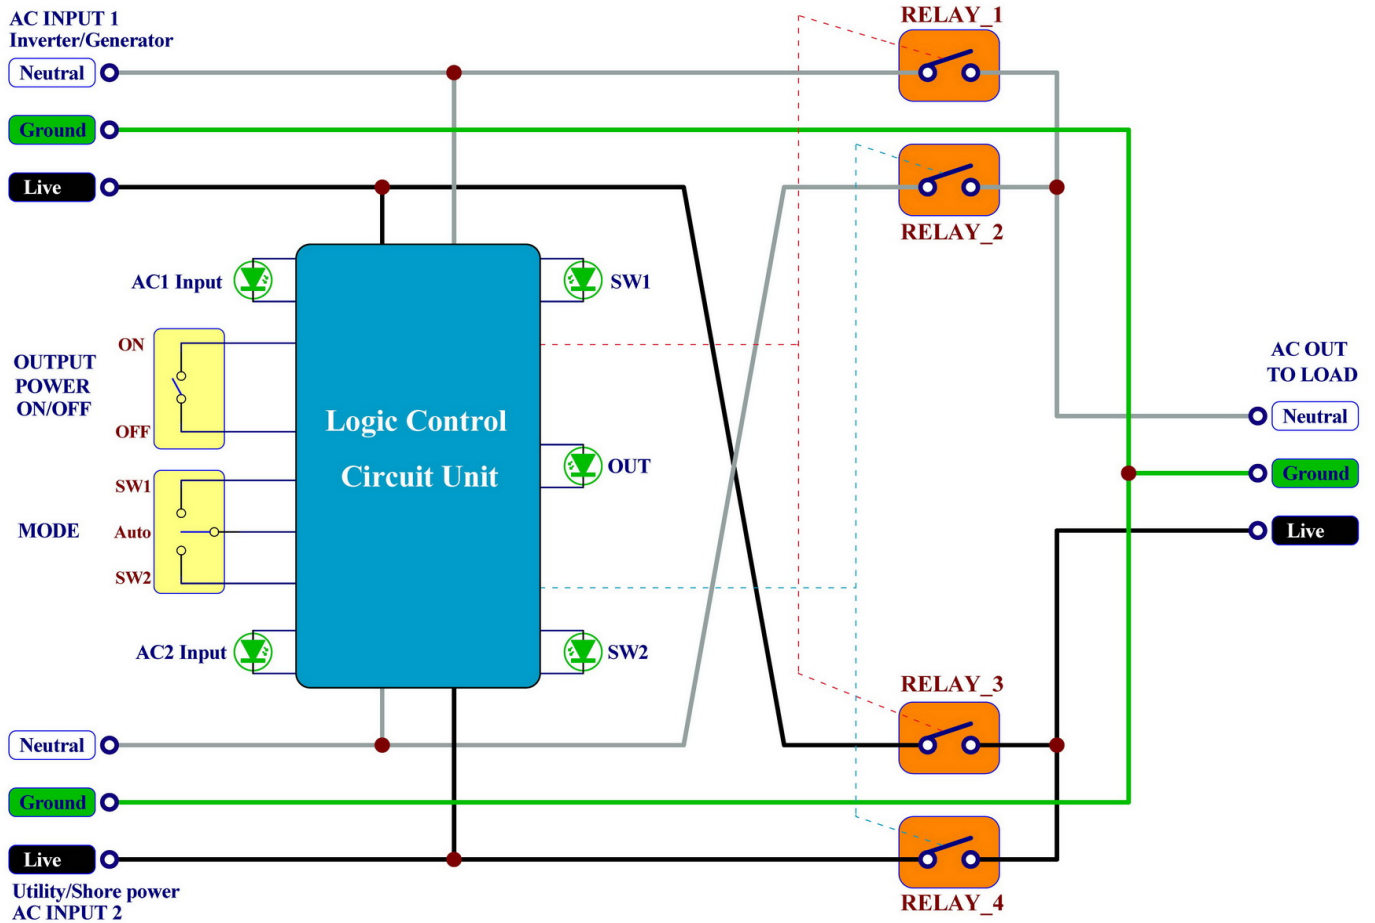 AC INPUT 1
Inverter/Generator
Neutral
Ground
Live
RELAY_1
RELAY_2
AC1 Input
SW1
OUTPUT
POWER
ON/OFF
ON
OFF
Logic Control
Circuit Unit
OUT
MODE
SW1
Auto
SW2
AC2 Input
SW2
AC OUT
TO LOAD
Neutral
Ground
Live
RELAY_3
RELAY_4
Neutral
Ground
Live
Utility/Shore power
AC INPUT 2